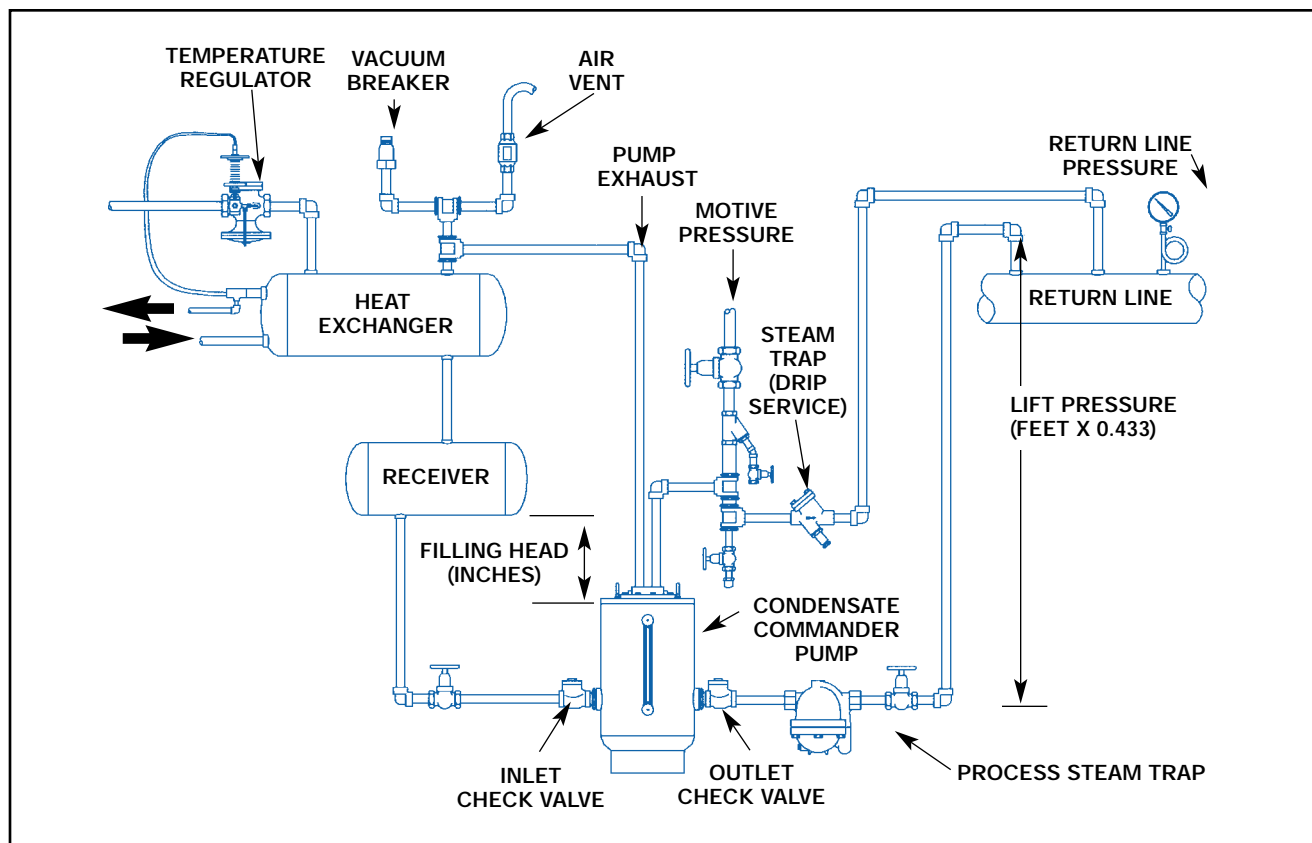 TEMPERATURE
REGULATOR
VACUUM
BREAKER
AIR
VENT
PUMP
EXHAUST
MOTIVE
PRESSURE
RETURN LINE
PRESSURE
HEAT
EXCHANGER
RETURN LINE
STEAM
TRAP
(DRIP
SERVICE)
LIFT PRESSURE
(FEET X 0.433)
RECEIVER
FILLING HEAD
(INCHES)
CONDENSATE
COMMANDER
PUMP
INLET
CHECK VALVE
OUTLET
CHECK VALVE
PROCESS STEAM TRAP